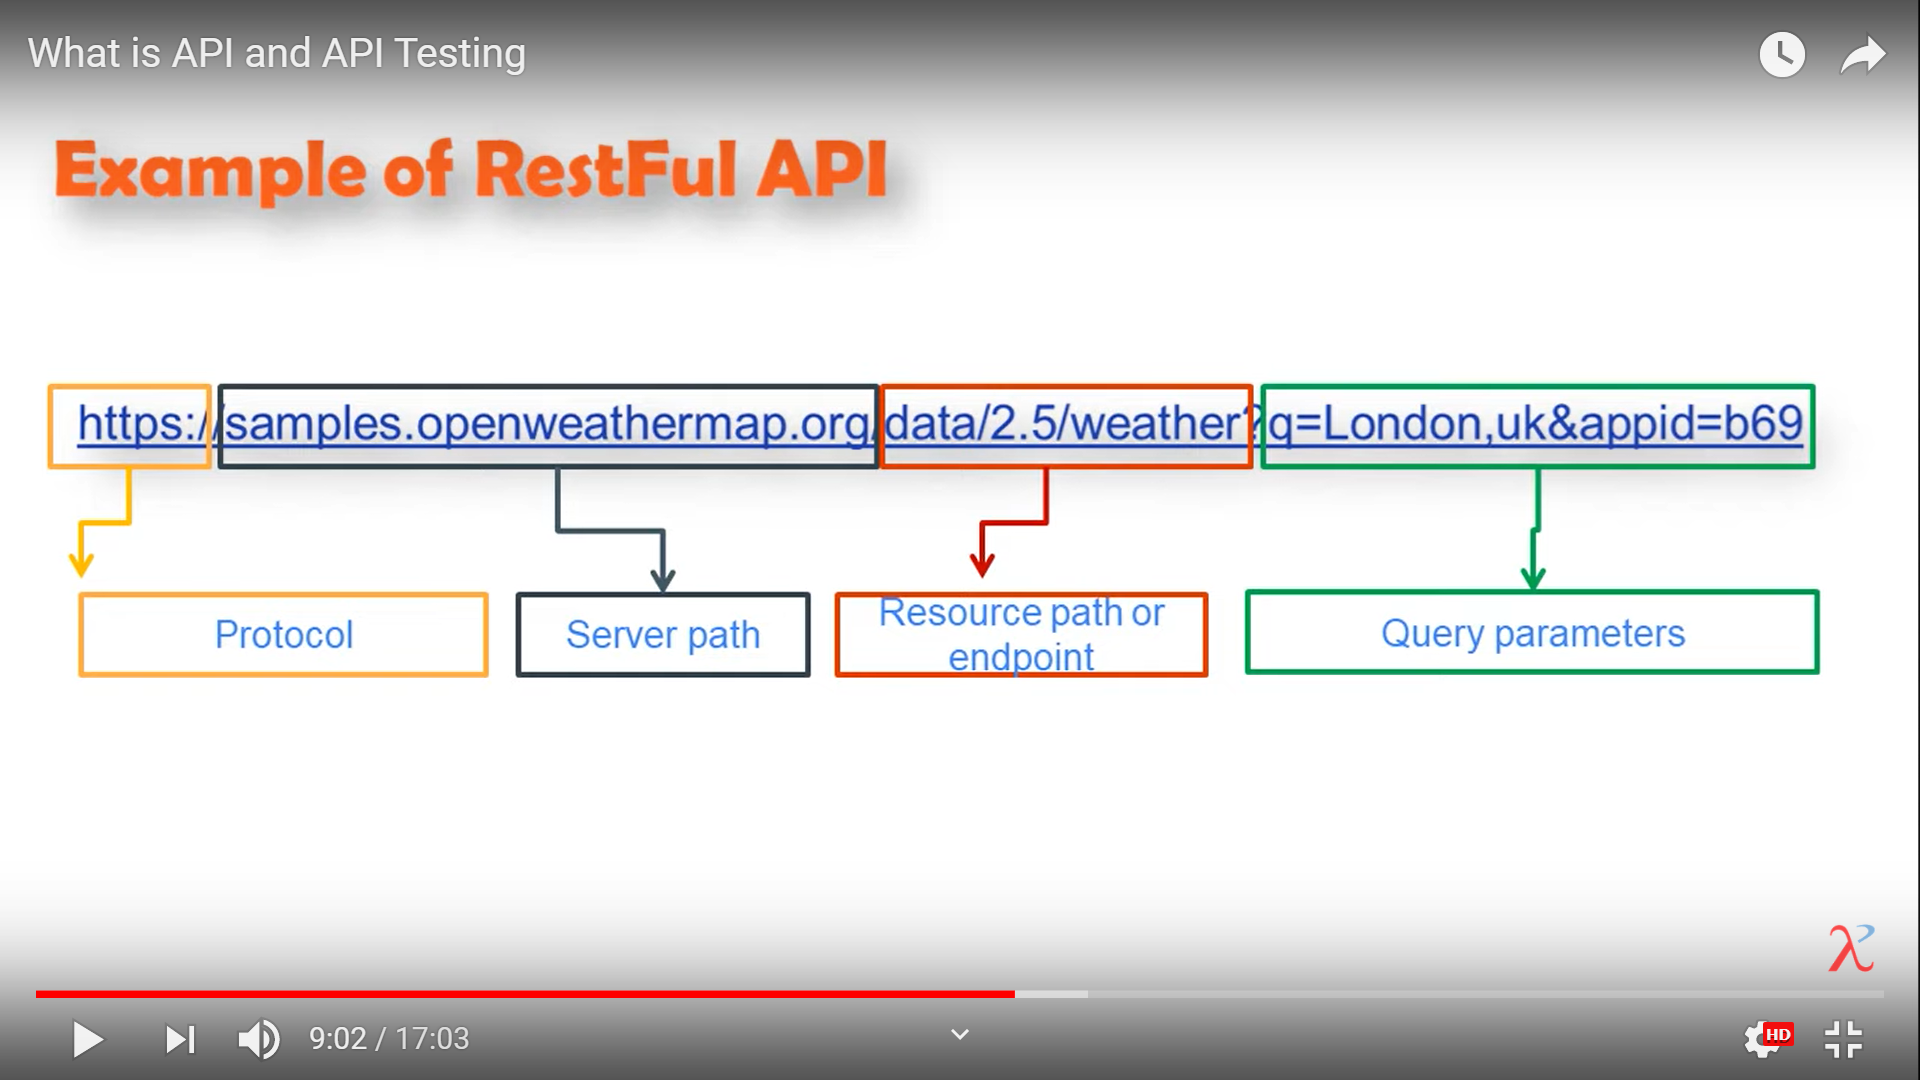 What is API and API Testing
Example of RestFul API
https://samples.openweathermap.org/data/2.5/weather?q=London,uk&appid=b69
Protocol
Server path
Resource path or
endpoint
Query parameters
λ²
9:02 / 17:03
HD